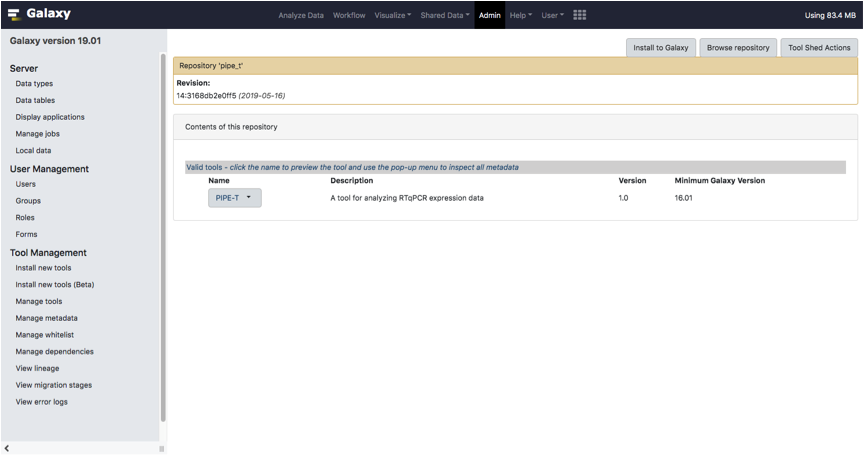 Galaxy
Analyze Data Workflow Visualize Shared Data Admin Help User
Using 83.4 MB
Galaxy version 19.01
Server
Data types
Data tables
Display applications
Manage jobs
Local data
User Management
Users
Groups
Roles
Forms
Tool Management
Install new tools
Install new tools (Beta)
Manage tools
Manage metadata
Manage whitelist
Manage dependencies
View lineage
View migration stages
View error logs
Install to Galaxy Browse repository Tool Shed Actions
Repository 'pipe_t'
Revision:
14:3168db2e0ff5 (2019-05-16)
Contents of this repository
Valid tools - click the name to preview the tool and use the pop-up menu to inspect all metadata
Name Description Version Minimum Galaxy Version
PIPE-T A tool for analyzing RTqPCR expression data 1.0 16.01